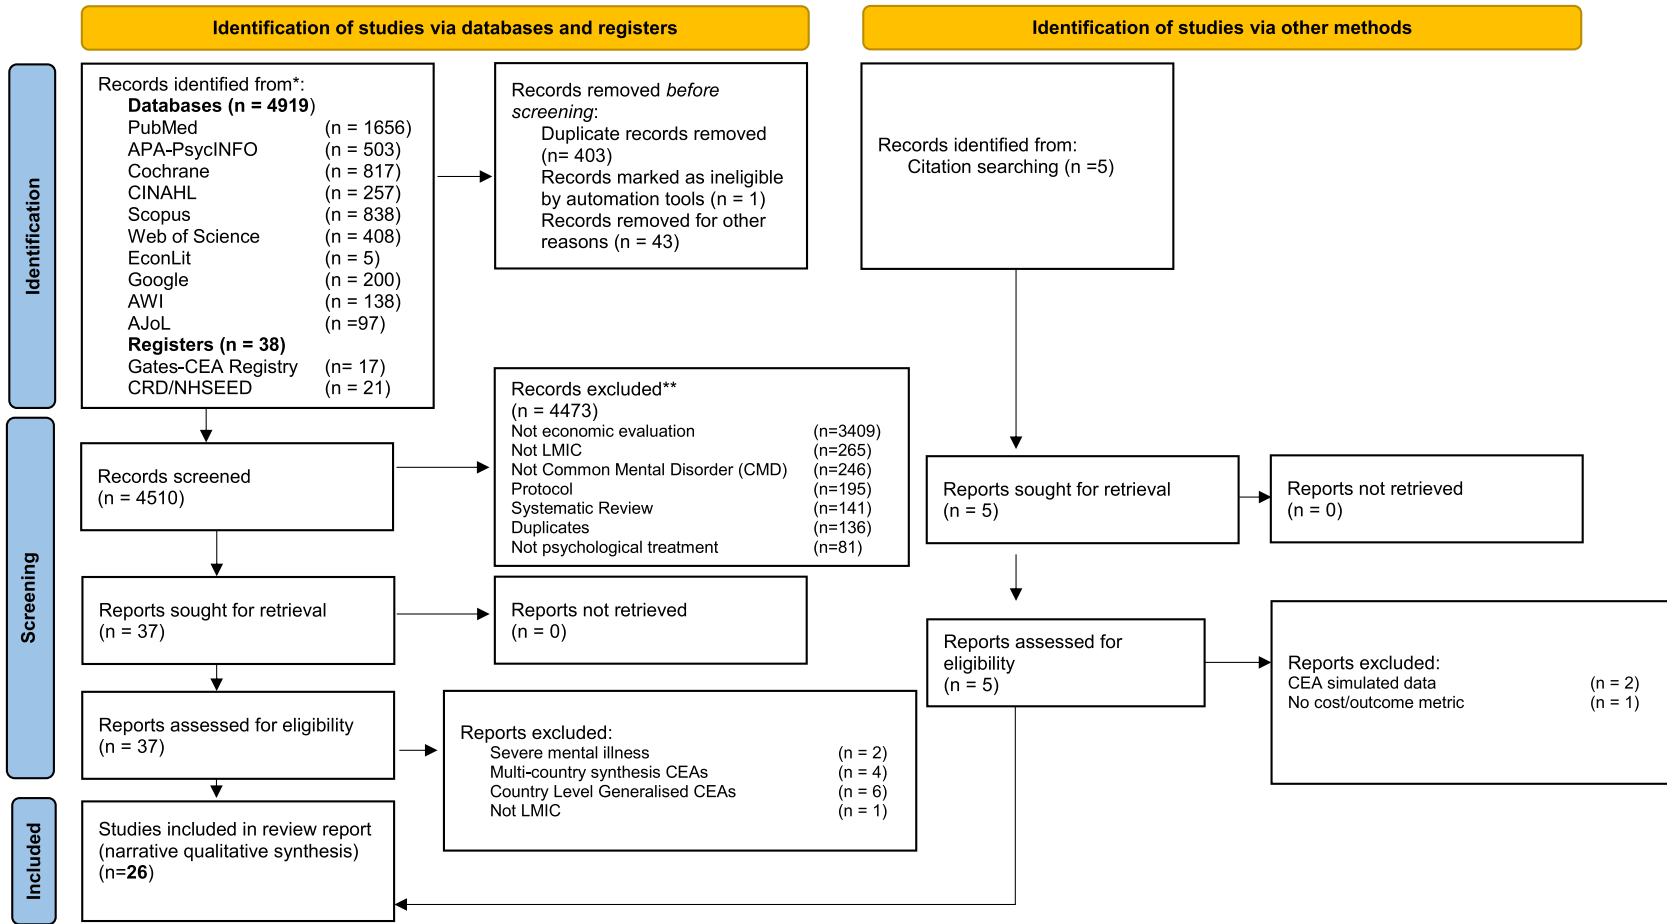 Identification of studies via databases and registers
Identification of studies via other methods
Identification
Records identified from*:
Databases (n = 4919)
PubMed (n = 1656)
APA-PsycINFO (n = 503)
Cochrane (n = 817)
CINAHL (n = 257)
Scopus (n = 838)
Web of Science (n = 408)
EconLit (n = 5)
Google (n = 200)
AWI (n = 138)
AJoL (n =97)
Registers (n = 38)
Gates-CEA Registry (n= 17)
CRD/NHSEED (n = 21)
Records removed before
screening:
Duplicate records removed
(n= 403)
Records marked as ineligible
by automation tools (n = 1)
Records removed for other
reasons (n = 43)
Records identified from:
Citation searching (n =5)
Screening
Records screened
(n = 4510)
Records excluded**
(n = 4473)
Not economic evaluation (n=3409)
Not LMIC (n=265)
Not Common Mental Disorder (CMD) (n=246)
Protocol (n=195)
Systematic Review (n=141)
Duplicates (n=136)
Not psychological treatment (n=81)
Reports sought for retrieval
(n = 37)
Reports not retrieved
(n = 0)
Reports assessed for eligibility
(n = 37)
Reports excluded:
Severe mental illness (n = 2)
Multi-country synthesis CEAs (n = 4)
Country Level Generalised CEAs (n = 6)
Not LMIC (n = 1)
Reports sought for retrieval
(n = 5)
Reports not retrieved
(n = 0)
Reports assessed for
eligibility
(n = 5)
Reports excluded:
CEA simulated data (n = 2)
No cost/outcome metric (n = 1)
Included
Studies included in review report
(narrative qualitative synthesis)
(n=26)